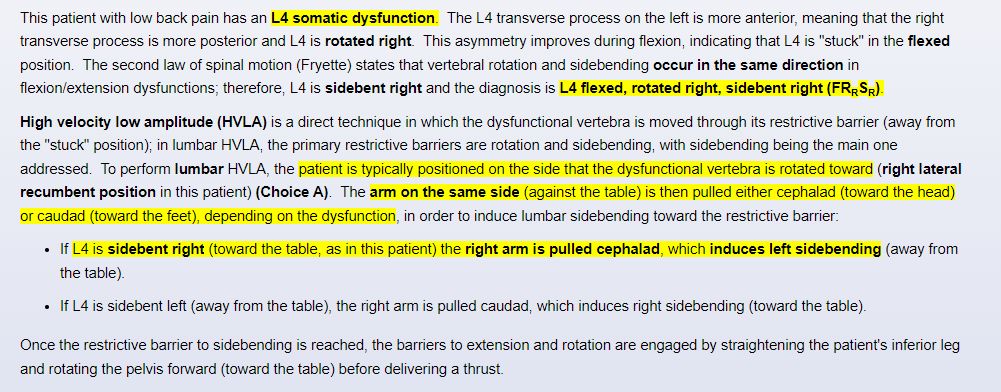 This patient with low back pain has an L4 somatic dysfunction.  The L4 transverse process on the left is more anterior, meaning that the right
transverse process is more posterior and L4 is rotated right.  This asymmetry improves during flexion, indicating that L4 is "stuck" in the flexed
position.  The second law of spinal motion (Fryette) states that vertebral rotation and sidebending occur in the same direction in
flexion/extension dysfunctions; therefore, L4 is sidebent right and the diagnosis is L4 flexed, rotated right, sidebent right (FRRSR).
High velocity low amplitude (HVLA) is a direct technique in which the dysfunctional vertebra is moved through its restrictive barrier (away from
the "stuck" position); in lumbar HVLA, the primary restrictive barriers are rotation and sidebending, with sidebending being the main one
addressed.  To perform lumbar HVLA, the patient is typically positioned on the side that the dysfunctional vertebra is rotated toward (right lateral
recumbent position in this patient) (Choice A).  The arm on the same side (against the table) is then pulled either cephalad (toward the head)
or caudad (toward the feet), depending on the dysfunction, in order to induce lumbar sidebending toward the restrictive barrier:
• If L4 is sidebent right (toward the table, as in this patient) the right arm is pulled cephalad, which induces left sidebending (away from
the table).
• If L4 is sidebent left (away from the table), the right arm is pulled caudad, which induces right sidebending (toward the table).
Once the restrictive barrier to sidebending is reached, the barriers to extension and rotation are engaged by straightening the patient's inferior leg
and rotating the pelvis forward (toward the table) before delivering a thrust.